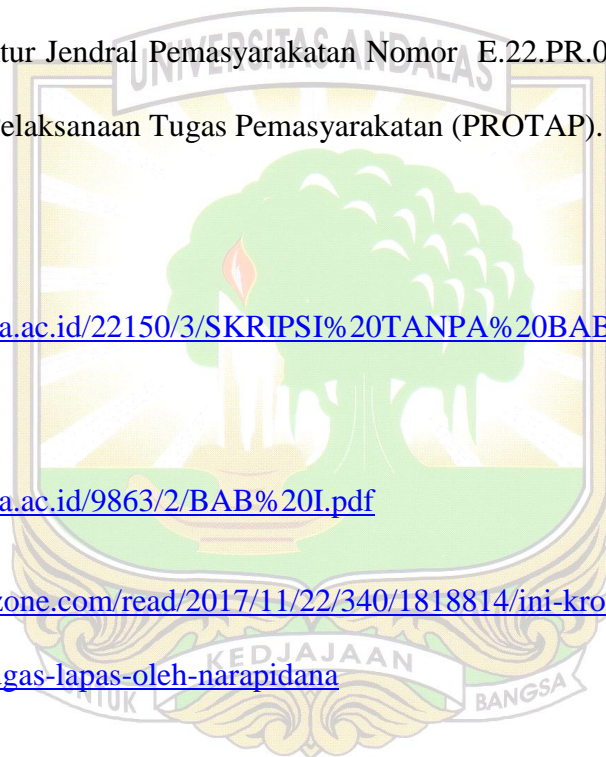 tur Jendral Pemasyarakatan Nomor E.22.PR.0
UNIVERSITAS ANDALAS
elaksanaan Tugas Pemasyarakatan (PROTAP).
a.ac.id/22150/3/SKRIPSI%20TANPA%20BAB
a.ac.id/9863/2/BAB%20I.pdf
zone.com/read/2017/11/22/340/1818814/ini-kro
gas-lapas-oleh-narapidana
UNTUK KEDJAJAAN BANGSA